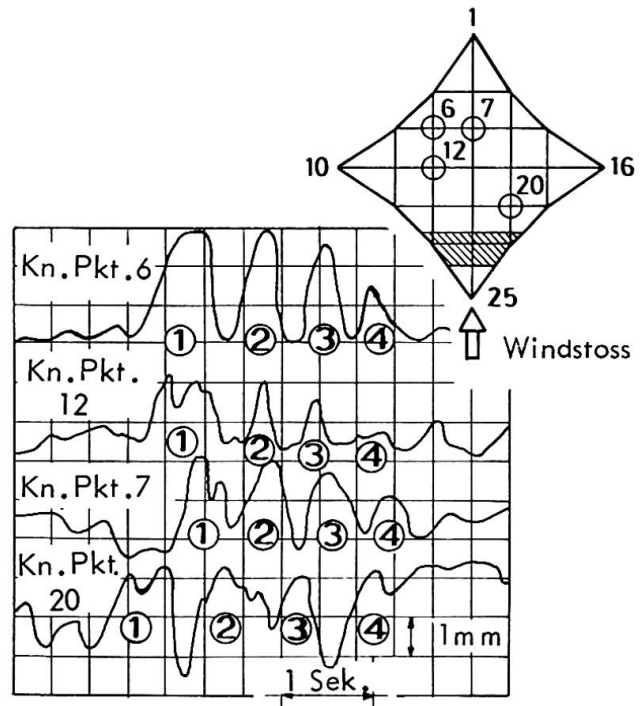 1
6 7
12
10 16
20
25
Windstoss
Kn.Pkt.6
① ② ③ ④
Kn.Pkt.
12
① ② ③ ④
Kn.Pkt.7
① ② ③ ④
Kn.Pkt.
20
① ② ③ ④
1mm
1 Sek.